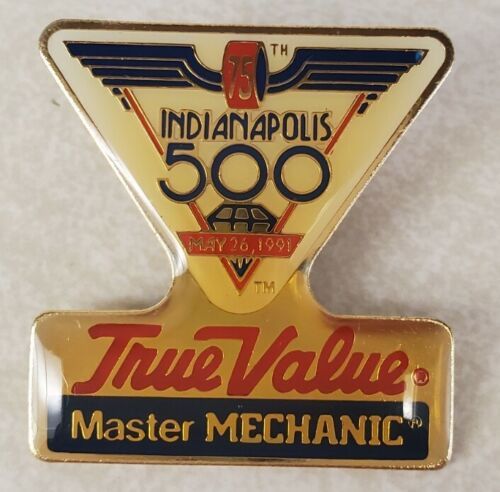 75TH
INDIANAPOLIS
500
MAY 26, 1991
TM
True Value®
Master MECHANIC®